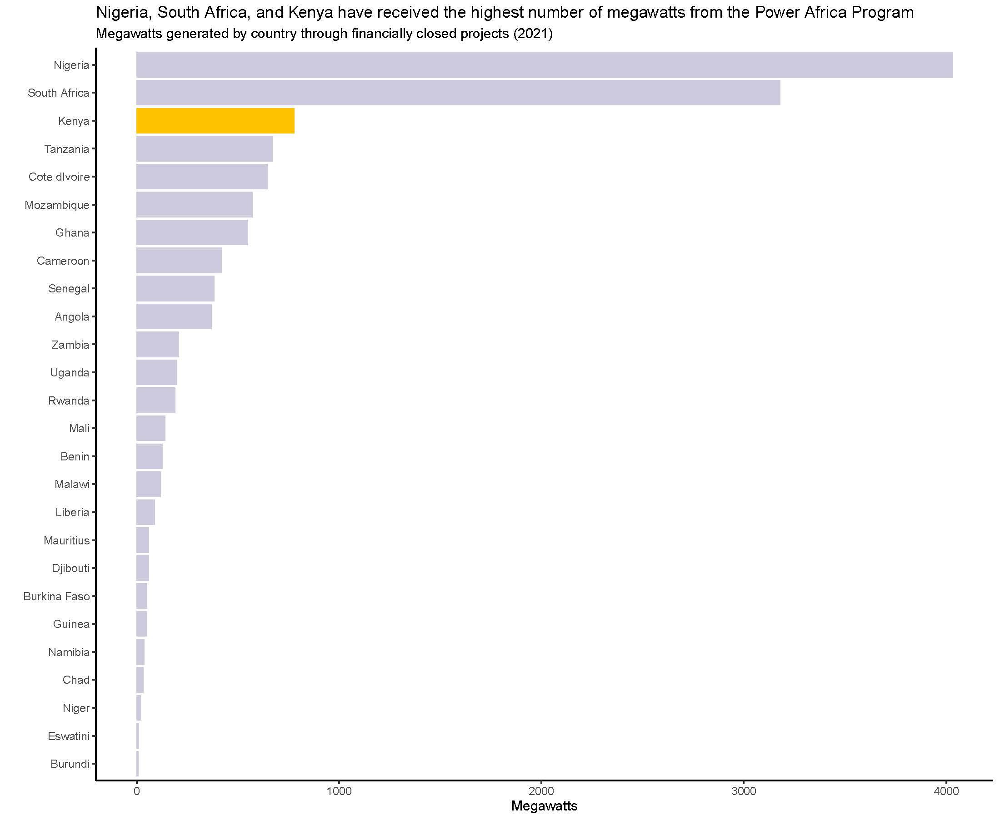 Nigeria, South Africa, and Kenya have received the highest number of megawatts from the Power Africa Program
Megawatts generated by country through financially closed projects (2021)
Nigeria
South Africa
Kenya
Tanzania
Cote dIvoire
Mozambique
Ghana
Cameroon
Senegal
Angola
Zambia
Uganda
Rwanda
Mali
Benin
Malawi
Liberia
Mauritius
Djibouti
Burkina Faso
Guinea
Namibia
Chad
Niger
Eswatini
Burundi
0 1000 2000 3000 4000
Megawatts